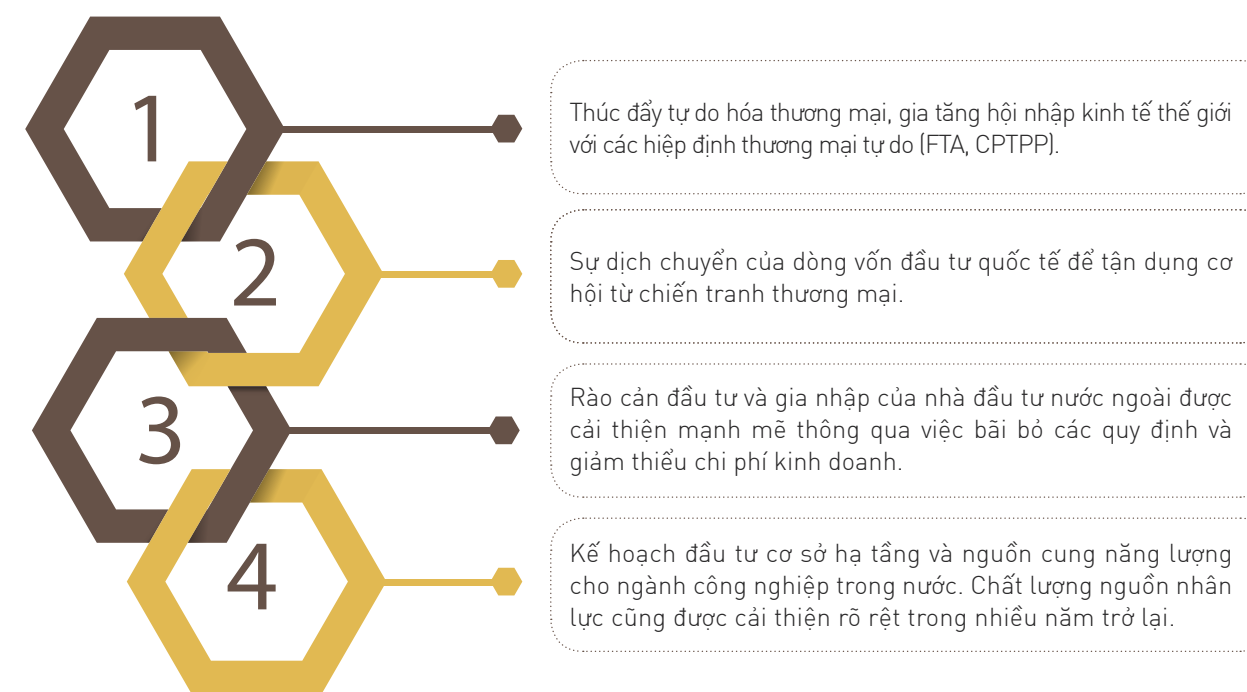 1
Thúc đẩy tự do hóa thương mại, gia tăng hội nhập kinh tế thế giới
với các hiệp định thương mại tự do (FTA, CPTPP).
2
Sự dịch chuyển của dòng vốn đầu tư quốc tế để tận dụng cơ
hội từ chiến tranh thương mại.
3
Rào cản đầu tư và gia nhập của nhà đầu tư nước ngoài được
cải thiện mạnh mẽ thông qua việc bãi bỏ các quy định và
giảm thiểu chi phí kinh doanh.
4
Kế hoạch đầu tư cơ sở hạ tầng và nguồn cung năng lượng
cho ngành công nghiệp trong nước. Chất lượng nguồn nhân
lực cũng được cải thiện rõ rệt trong nhiều năm trở lại.